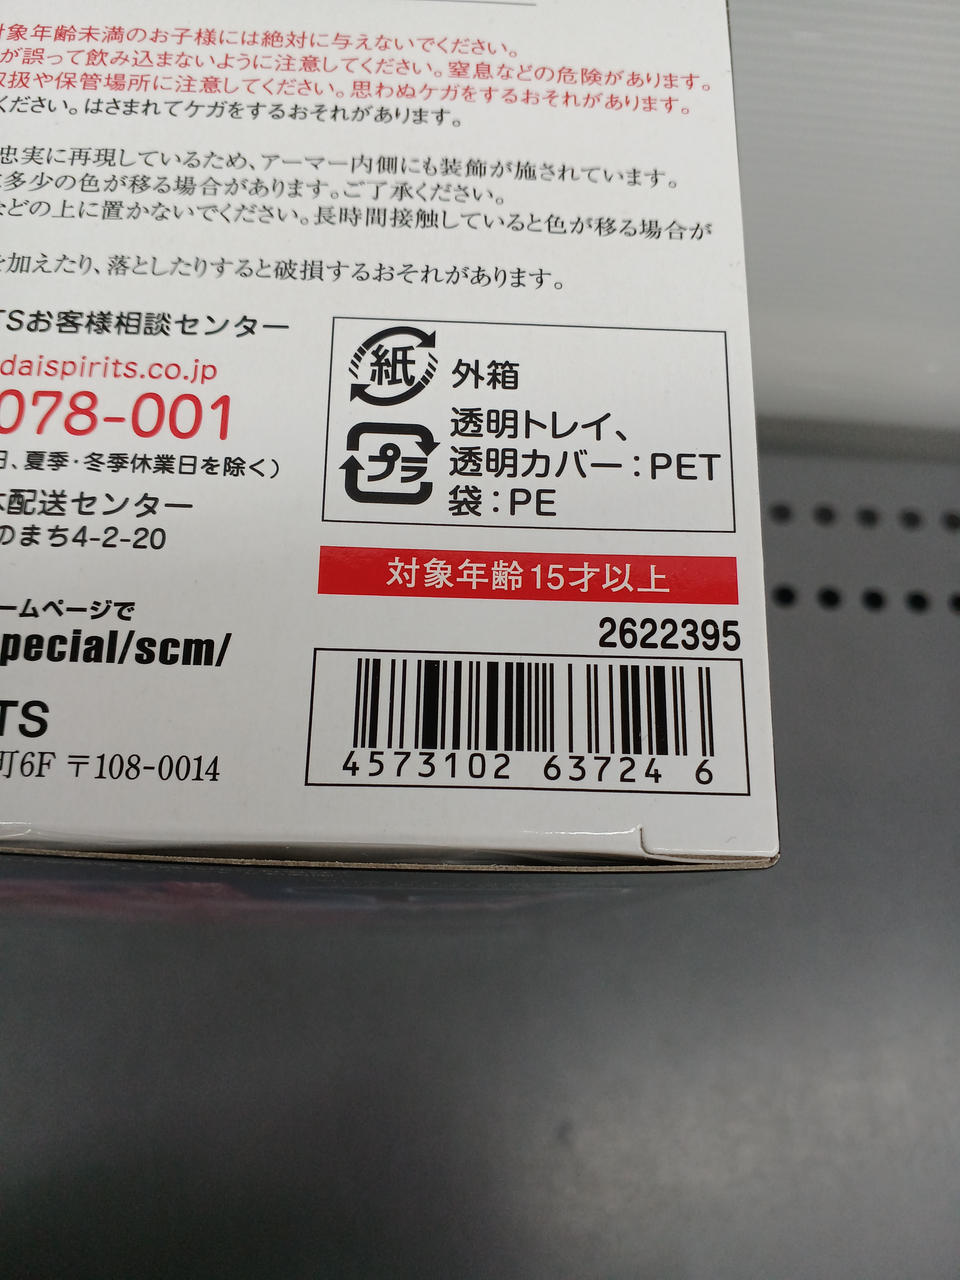 対象年齢未満のお子様には絶対に与えないでください。
が誤って飲み込まないように注意してください。窒息などの危険があります。
取扱や保管場所に注意してください。思わぬケガをするおそれがあります。
ください。はさまれてケガをするおそれがあります。
忠実に再現しているため、アーマー内側にも装飾が施されています。
多少の色が移る場合があります。ご了承ください。
などの上に置かないでください。長時間接触していると色が移る場合が
を加えたり、落としたりすると破損するおそれがあります。
TSお客様相談センター
daispirits.co.jp
078-001
日、夏季・冬季休業日を除く)
配送センター
のまち4-2-20
ームページで
pecial/scm/
TS
町6F 〒108-0014
紙
外箱
プラ
透明トレイ、
透明カバー：PET
袋：PE
対象年齢15才以上
2622395
4573102 637246